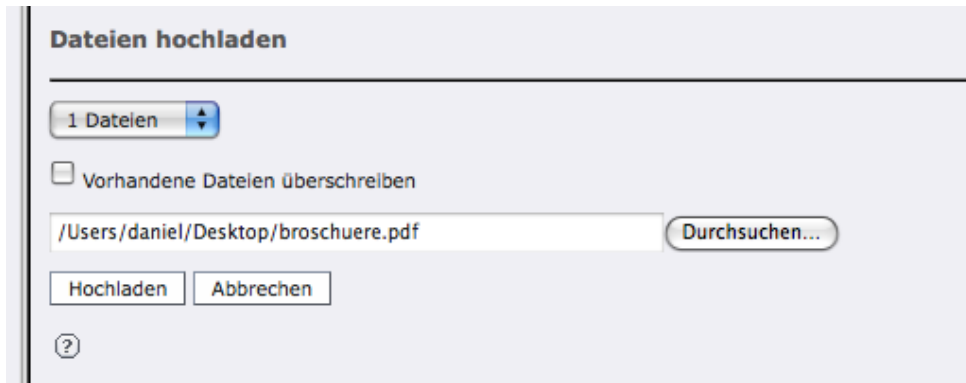 Dateien hochladen
1 Dateien
Vorhandene Dateien überschreiben
/Users/daniel/Desktop/broschuere.pdf Durchsuchen...
Hochladen Abbrechen
?